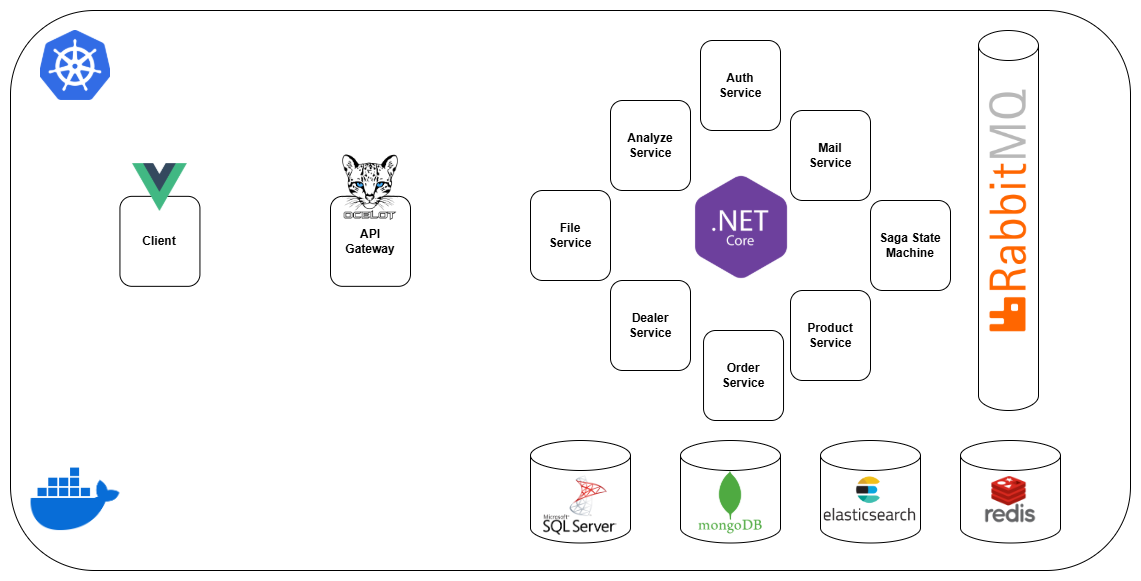 Auth
Service
Analyze
Service
Mail
Service
File
Service
.NET
Core
Saga State
Machine
Client
OCELOT
API
Gateway
Dealer
Service
Product
Service
Order
Service
RabbitMQ
Microsoft
SQL Server
mongoDB
elasticsearch
redis